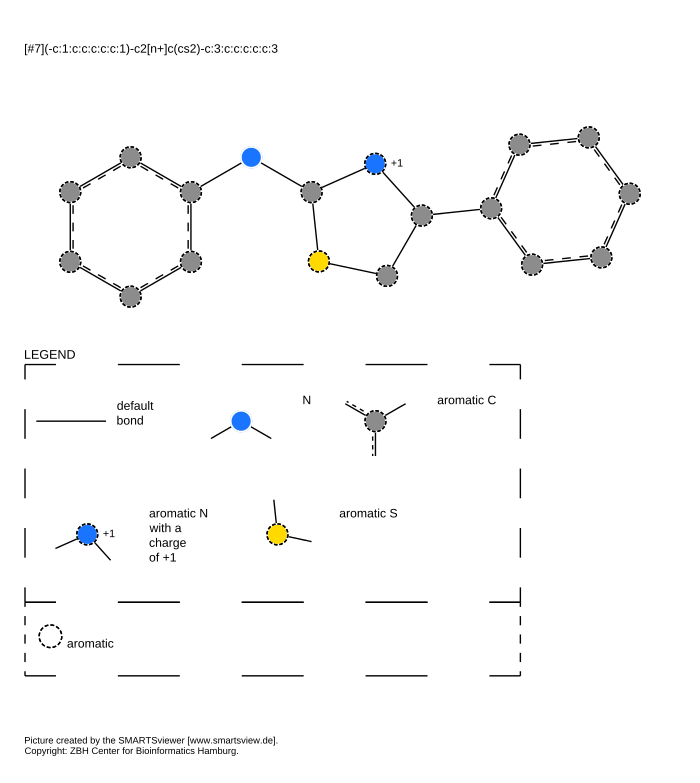 [#7](-c:1:c:c:c:c:c:1)-c2[n+]c(cs2)-c:3:c:c:c:c:c:3
+1
LEGEND
default
bond
N
aromatic C
+1
aromatic N
with a
charge
of +1
aromatic S
aromatic
Picture created by the SMARTSviewer [www.smartsview.de].
Copyright: ZBH Center for Bioinformatics Hamburg.